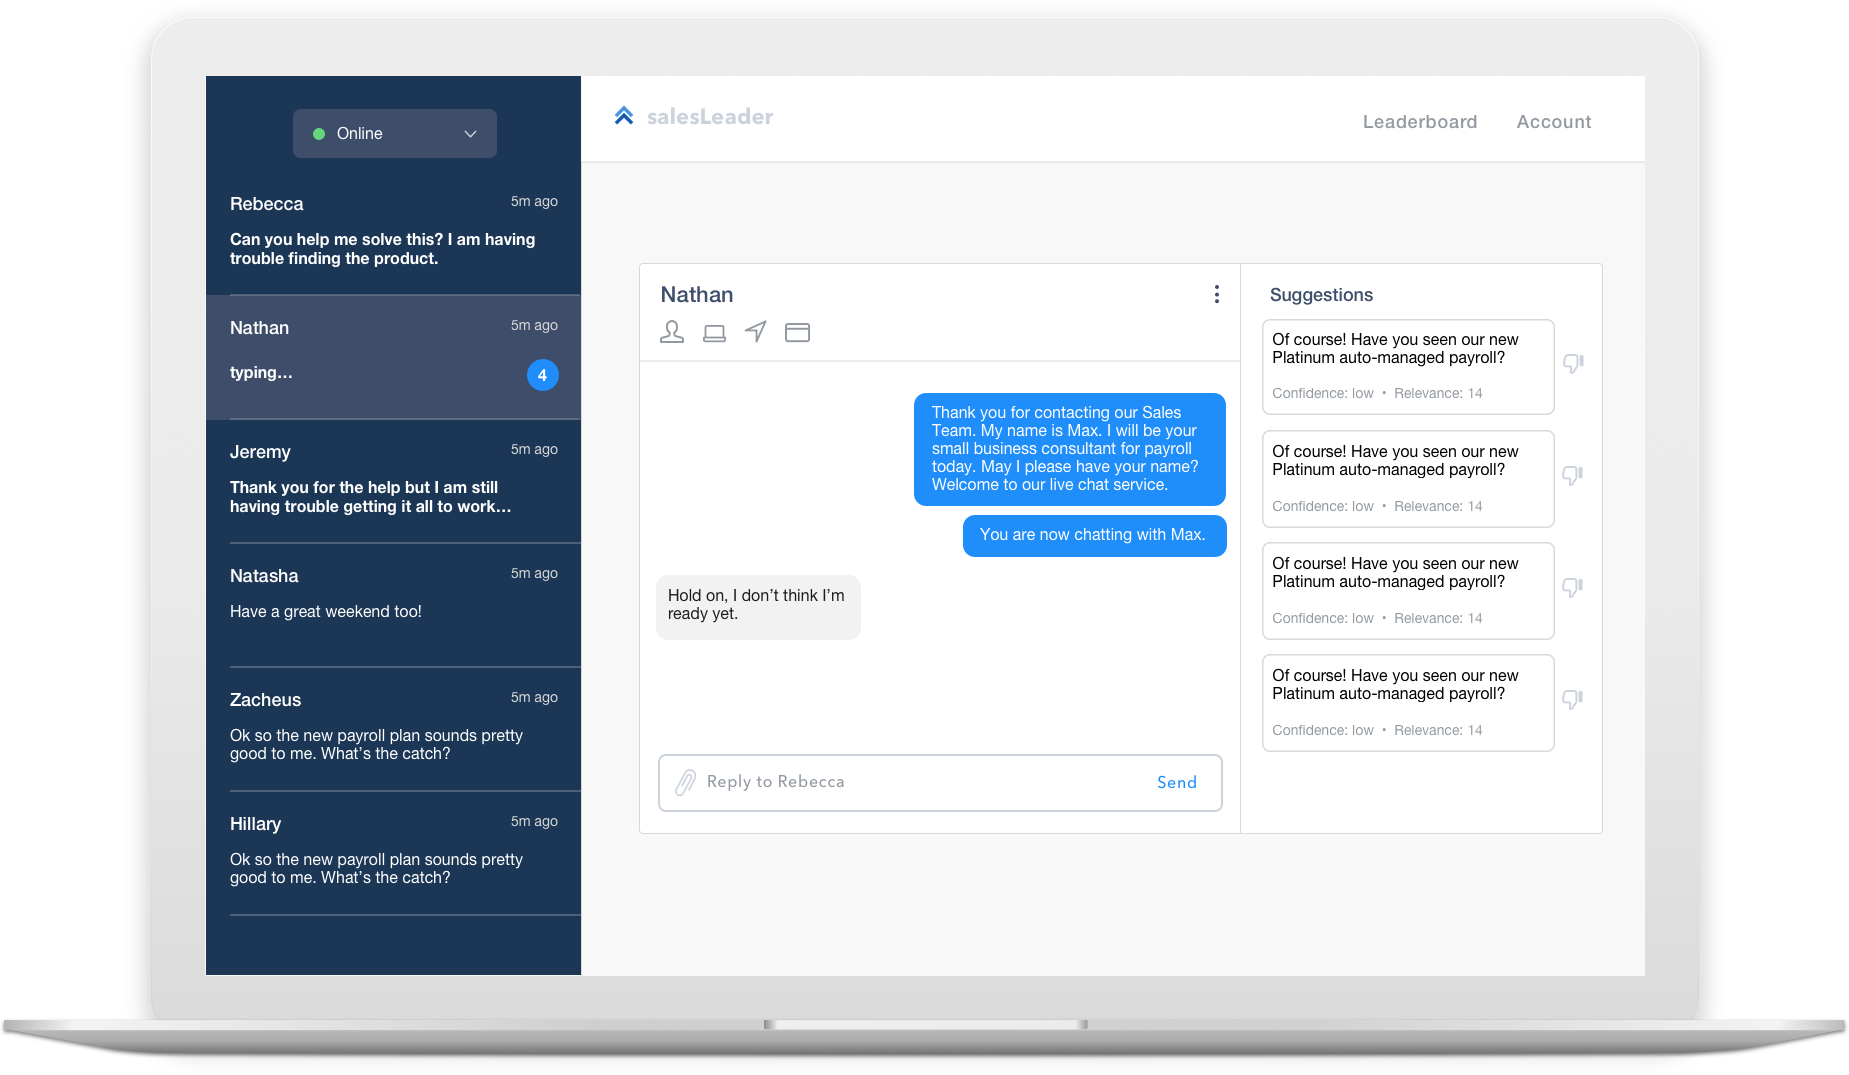 Online
Rebecca
5m ago
Can you help me solve this? I am having
trouble finding the product.
Nathan
5m ago
typing...
4
Jeremy
5m ago
Thank you for the help but I am still
having trouble getting it all to work...
Natasha
5m ago
Have a great weekend too!
Zacheus
5m ago
Ok so the new payroll plan sounds pretty
good to me. What’s the catch?
Hillary
5m ago
Ok so the new payroll plan sounds pretty
good to me. What’s the catch?
salesLeader
Leaderboard
Account
Nathan
Thank you for contacting our Sales
Team. My name is Max. I will be your
small business consultant for payroll
today. May I please have your name?
Welcome to our live chat service.
You are now chatting with Max.
Hold on, I don’t think I’m
ready yet.
Reply to Rebecca
Send
Suggestions
Of course! Have you seen our new
Platinum auto-managed payroll?
Confidence: low • Relevance: 14
Of course! Have you seen our new
Platinum auto-managed payroll?
Confidence: low • Relevance: 14
Of course! Have you seen our new
Platinum auto-managed payroll?
Confidence: low • Relevance: 14
Of course! Have you seen our new
Platinum auto-managed payroll?
Confidence: low • Relevance: 14